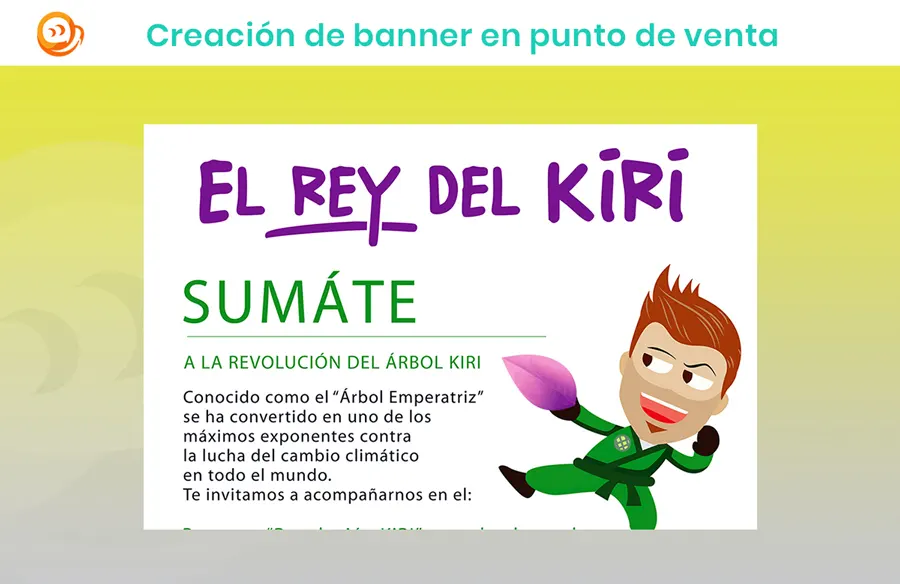 Creación de banner en punto de venta
EL REY DEL KiRi
SUMÁTE
A LA REVOLUCIÓN DEL ÁRBOL KIRI
Conocido como el “Árbol Emperatriz”
se ha convertido en uno de los
máximos exponentes contra
la lucha del cambio climático
en todo el mundo.
Te invitamos a acompañarnos en el: